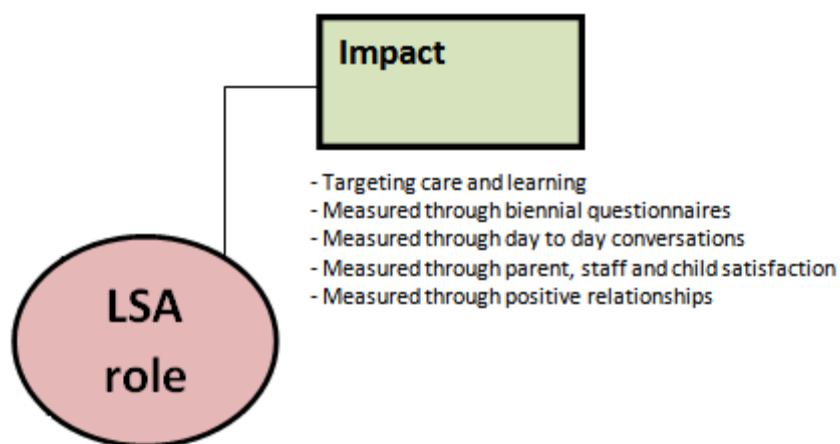 Impact
- Targeting care and learning
- Measured through biennial questionnaires
- Measured through day to day conversations
- Measured through parent, staff and child satisfaction
- Measured through positive relationships
LSA
role